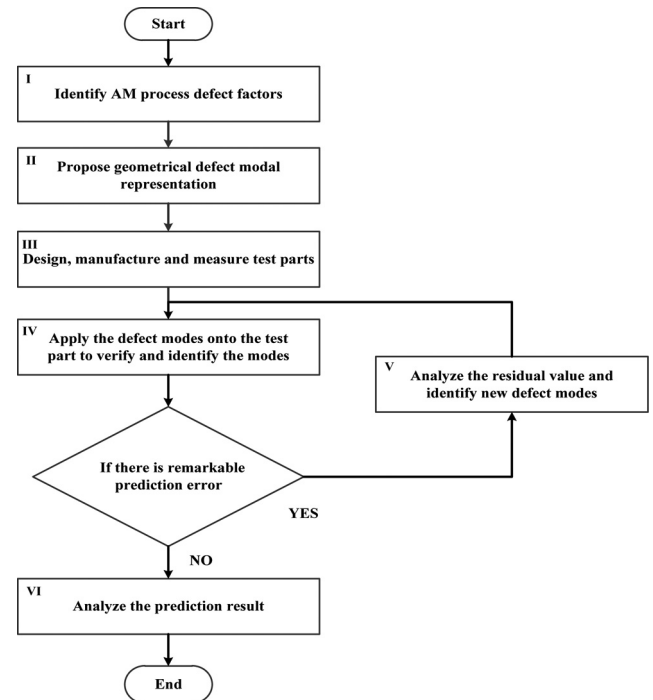 Start
I
Identify AM process defect factors
II
Propose geometrical defect modal
representation
III
Design, manufacture and measure test parts
IV
Apply the defect modes onto the test
part to verify and identify the modes
V
Analyze the residual value and
identify new defect modes
If there is remarkable
prediction error
YES
NO
VI
Analyze the prediction result
End